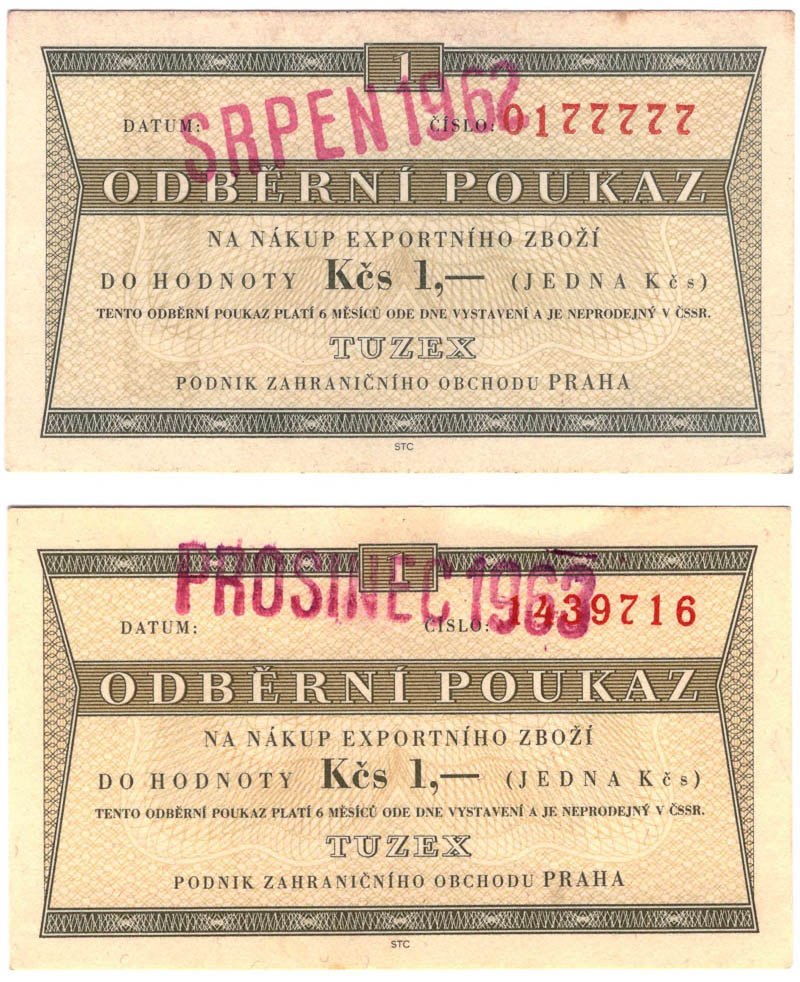 1
SRPEN 1962
DATUM: ČÍSLO: 0177777
ODBĚRNÍ POUKAZ
NA NÁKUP EXPORTNÍHO ZBOŽÍ
DO HODNOTY Kčs 1,— (JEDNA Kčs)
TENTO ODBĚRNÍ POUKAZ PLATÍ 6 MĚSÍCŮ ODE DNE VYSTAVENÍ A JE NEPRODEJNÝ V ČSSR.
TUZEX
PODNIK ZAHRANIČNÍHO OBCHODU PRAHA
STC
1
PROSINEC 1963
DATUM: ČÍSLO: 1439716
ODBĚRNÍ POUKAZ
NA NÁKUP EXPORTNÍHO ZBOŽÍ
DO HODNOTY Kčs 1,— (JEDNA Kčs)
TENTO ODBĚRNÍ POUKAZ PLATÍ 6 MĚSÍCŮ ODE DNE VYSTAVENÍ A JE NEPRODEJNÝ V ČSSR.
TUZEX
PODNIK ZAHRANIČNÍHO OBCHODU PRAHA
STC